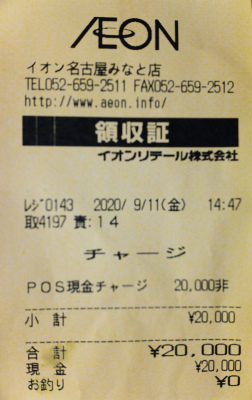 ÆON
イオン名古屋みなと店
TEL052-659-2511 FAX052-659-2512
http://www.aeon.info/
領収証
イオンリテール株式会社
ﾚｼﾞ0143 2020/ 9/11(金) 14:47
取4197 責:14
チャージ
POS現金チャージ 20,000非
小 計 ¥20,000
合 計 ¥20,000
現 金 ¥20,000
お釣り ¥0